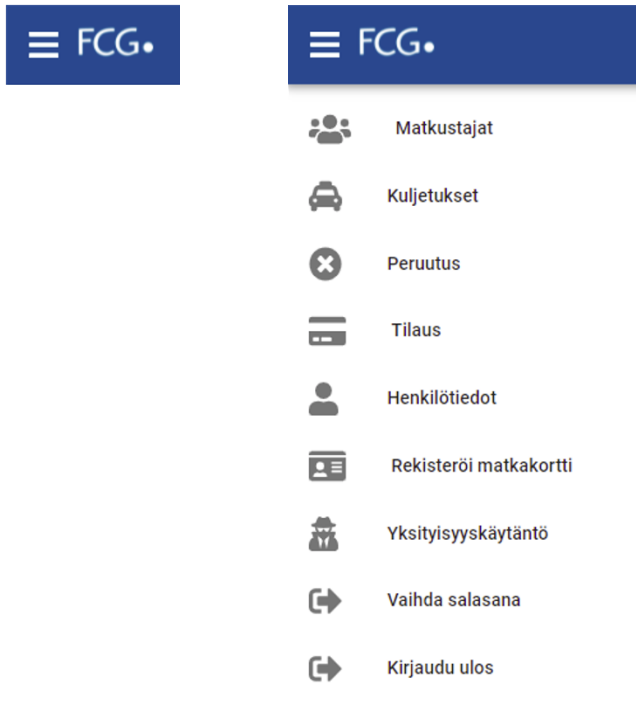 FCG•
FCG•
Matkustajat
Kuljetukset
Peruutus
Tilaus
Henkilötiedot
Rekisteröi matkakortti
Yksityisyyskäytäntö
Vaihda salasana
Kirjaudu ulos